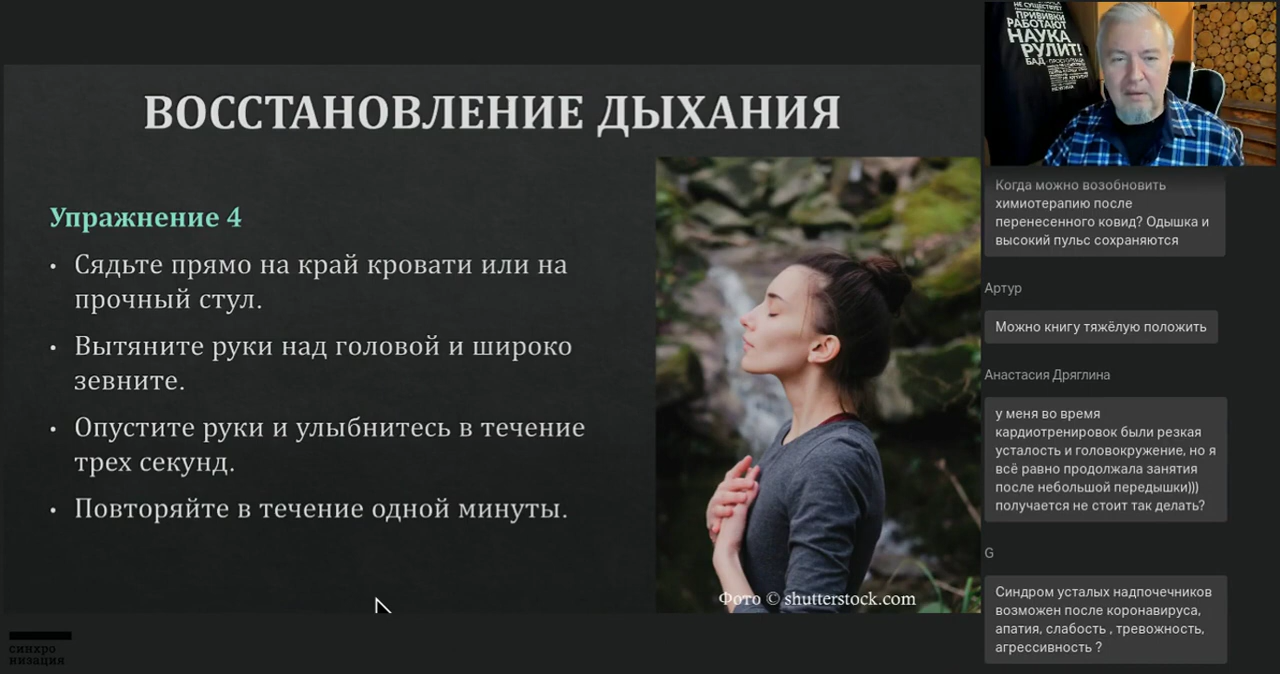 ВОССТАНОВЛЕНИЕ ДЫХАНИЯ
Упражнение 4
• Сядьте прямо на край кровати или на
прочный стул.
• Вытяните руки над головой и широко
зевните.
• Опустите руки и улыбнитесь в течение
трех секунд.
• Повторяйте в течение одной минуты.
Фото © shutterstock.com
синхро
низация
НЕ СУЩЕСТВУЕТ
ПРИВИВКИ
РАБОТАЮТ
НАУКА
РУЛИТ!
Когда можно возобновить
химиотерапию после
перенесенного ковид? Одышка и
высокий пульс сохраняются
Артур
Можно книгу тяжёлую положить
Анастасия Дряглина
у меня во время
кардиотренировок были резкая
усталость и головокружение, но я
всё равно продолжала занятия
после небольшой передышки)))
получается не стоит так делать?
G
Синдром усталых надпочечников
возможен после коронавируса,
апатия, слабость , тревожность,
агрессивность ?